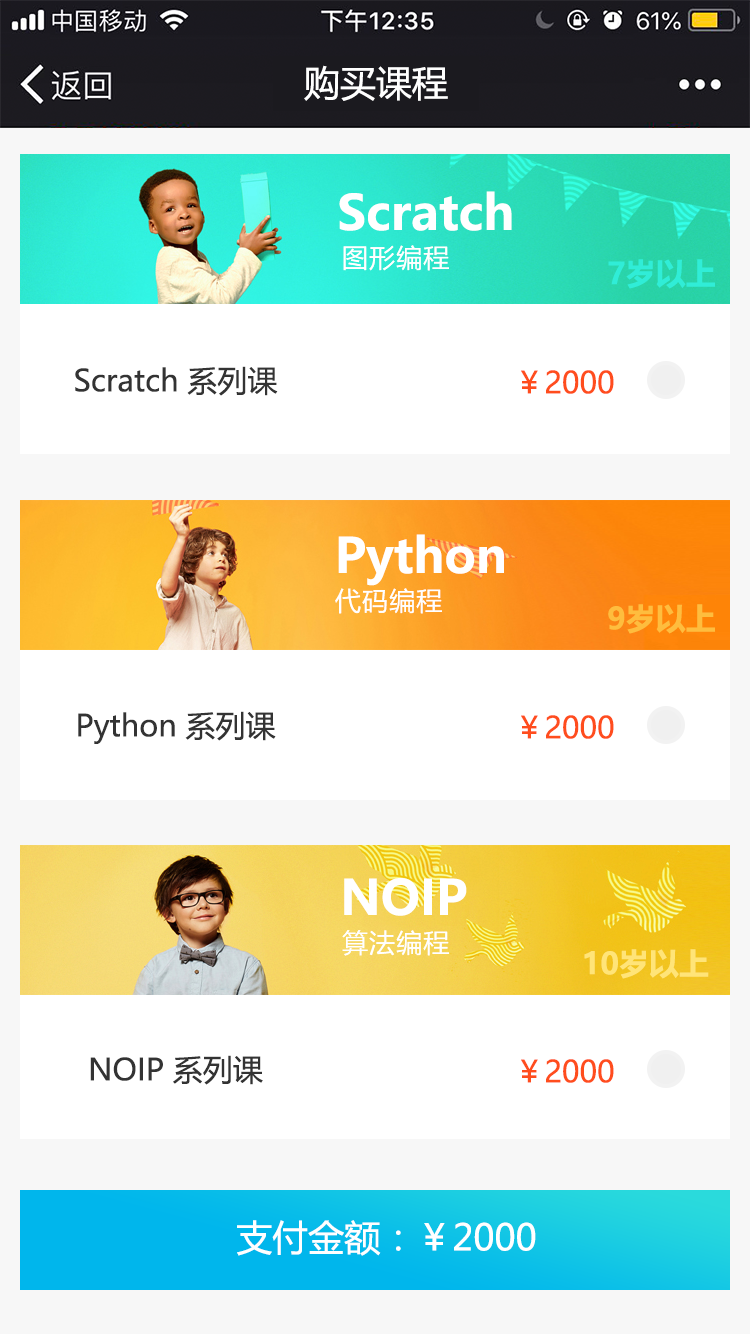 中国移动 下午12:35 61%
返回 购买课程
Scratch
图形编程
7岁以上
Scratch 系列课 ¥2000
Python
代码编程
9岁以上
Python 系列课 ¥2000
NOIP
算法编程
10岁以上
NOIP 系列课 ¥2000
支付金额：¥2000